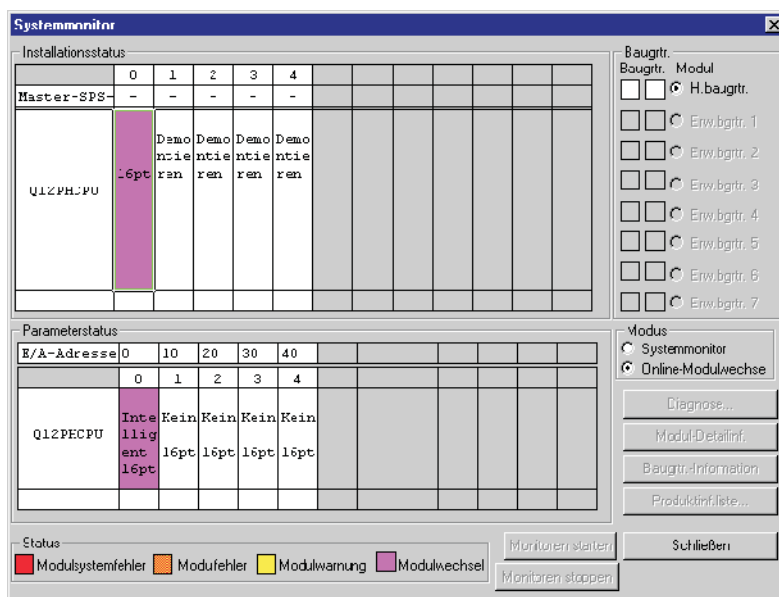 Systemmonitor
Installationsstatus
0 1 2 3 4
Master-SPS- - - - - -
16pt Demontieren Demontieren Demontieren Demontieren
Parameterstatus
E/A-Adresse 0 10 20 30 40
0 1 2 3 4
Q12PHCPU Intelligent 16pt Kein 16pt Kein 16pt Kein 16pt Kein 16pt
Baugrtr.
Baugrtr. Modul
H.baugrtr.
Erw.bgrtr. 1
Erw.bgrtr. 2
Erw.bgrtr. 3
Erw.bgrtr. 4
Erw.bgrtr. 5
Erw.bgrtr. 6
Erw.bgrtr. 7
Modus
Systemmonitor
Online-Modulwechse
Diagnose...
Modul-Detailinf.
Baugrtr.-Information
Produktinf.liste...
Status
Modulsystemfehler Modufehler Modulwarnung Modulwechsel
Monitoren starten
Monitoren stoppen
Schließen